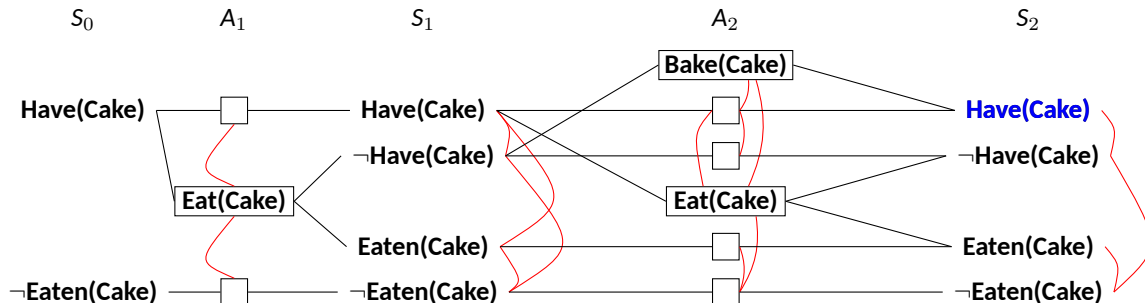 S₀ A₁ S₁ A₂ S₂
Bake(Cake)
Have(Cake) Have(Cake) Have(Cake)
¬Have(Cake) ¬Have(Cake)
Eat(Cake) Eat(Cake)
Eaten(Cake) Eaten(Cake)
¬Eaten(Cake) ¬Eaten(Cake) ¬Eaten(Cake)